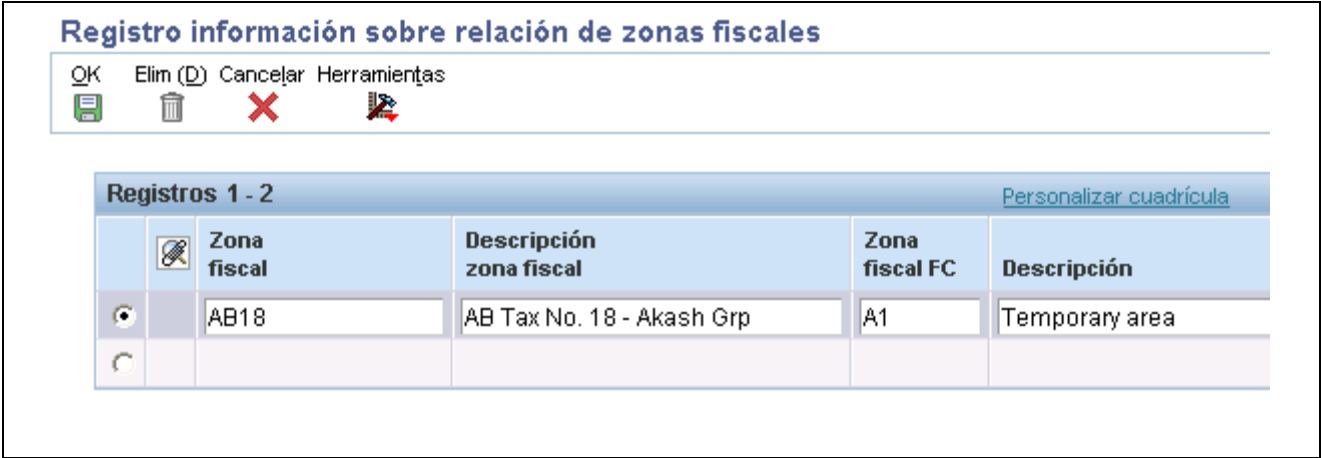 Registro información sobre relación de zonas fiscales
OK Elim (D) Cancelar Herramientas
Registros 1 - 2 Personalizar cuadrícula
Zona fiscal Descripción zona fiscal Zona fiscal FC Descripción
AB18 AB Tax No. 18 - Akash Grp A1 Temporary area